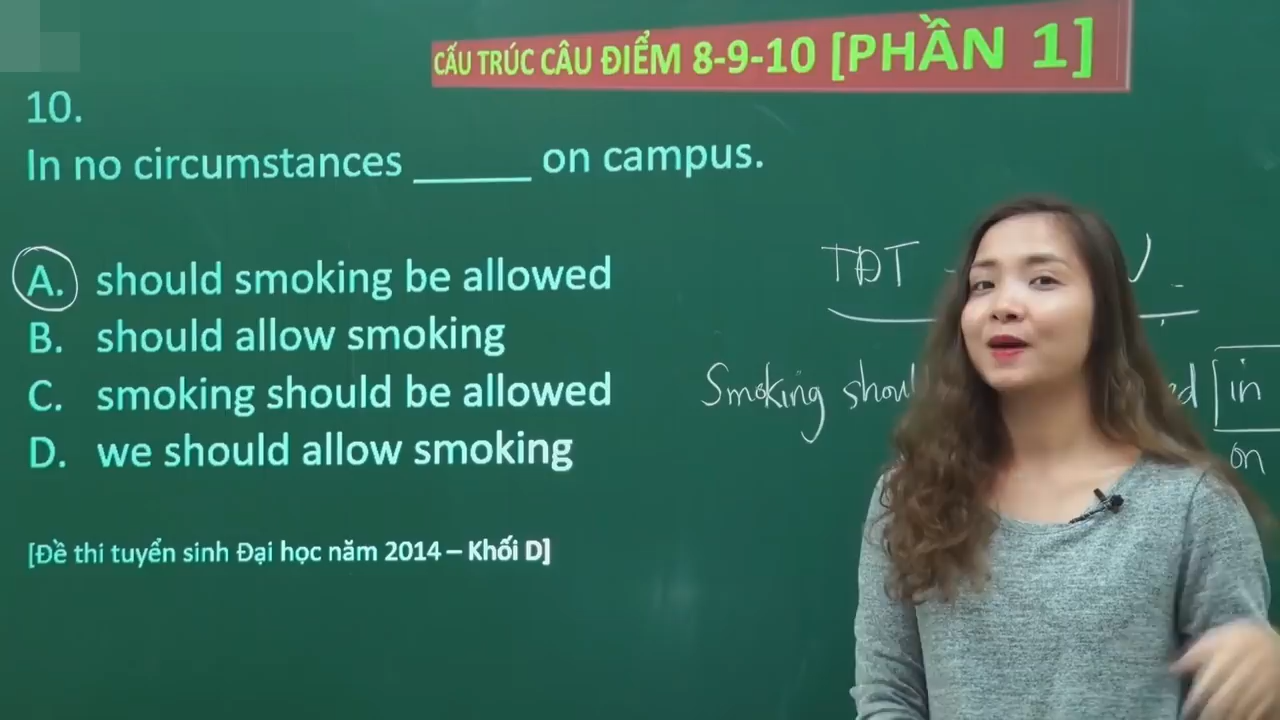 CẤU TRÚC CÂU ĐIỂM 8-9-10 [PHẦN 1]
10.
In no circumstances ______ on campus.
A. should smoking be allowed
B. should allow smoking
C. smoking should be allowed
D. we should allow smoking
[Đề thi tuyển sinh Đại học năm 2014 – Khối D]
TĐT
Smoking [in
on